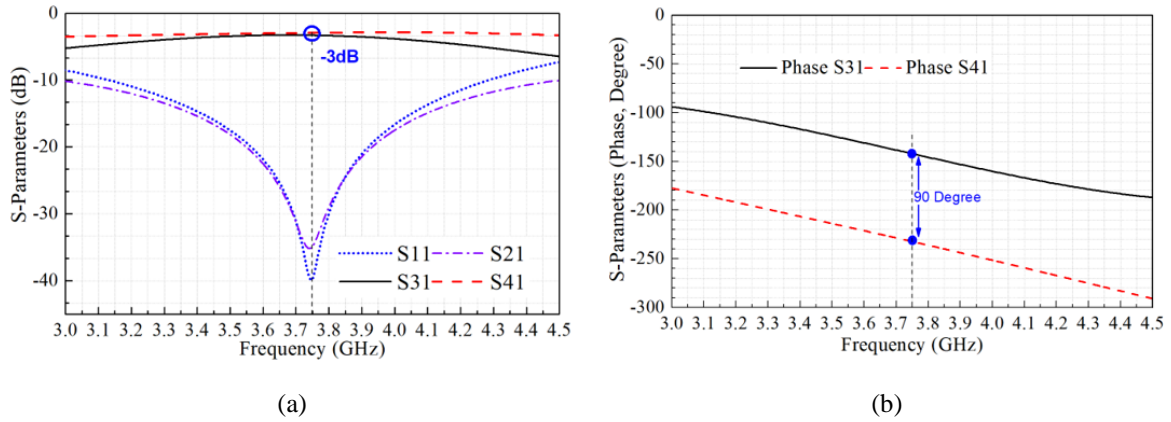 0
-10
-20
-30
-40
S-Parameters (dB)
-3dB
S11 S21
S31 S41
3.0 3.1 3.2 3.3 3.4 3.5 3.6 3.7 3.8 3.9 4.0 4.1 4.2 4.3 4.4 4.5
Frequency (GHz)
(a)
0
-50
-100
-150
-200
-250
-300
S-Parameters (Phase, Degree)
Phase S31 Phase S41
90 Degree
3.0 3.1 3.2 3.3 3.4 3.5 3.6 3.7 3.8 3.9 4.0 4.1 4.2 4.3 4.4 4.5
Frequency (GHz)
(b)